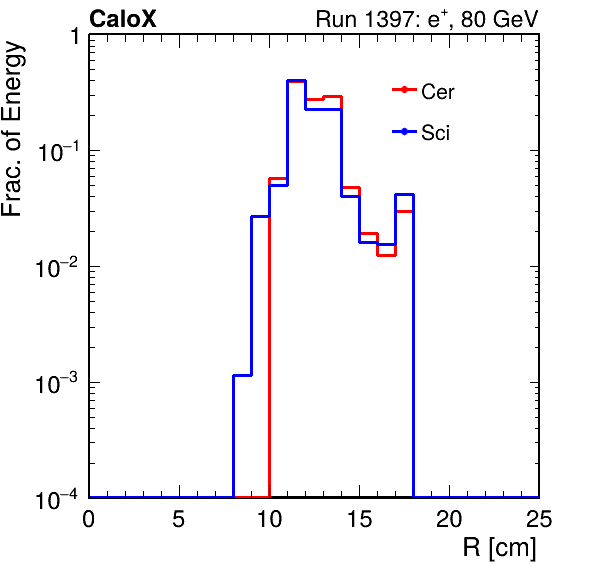 CaloX Run 1397: e⁺, 80 GeV
Frac. of Energy
1
10⁻¹
10⁻²
10⁻³
10⁻⁴
Cer
Sci
0 5 10 15 20 25
R [cm]